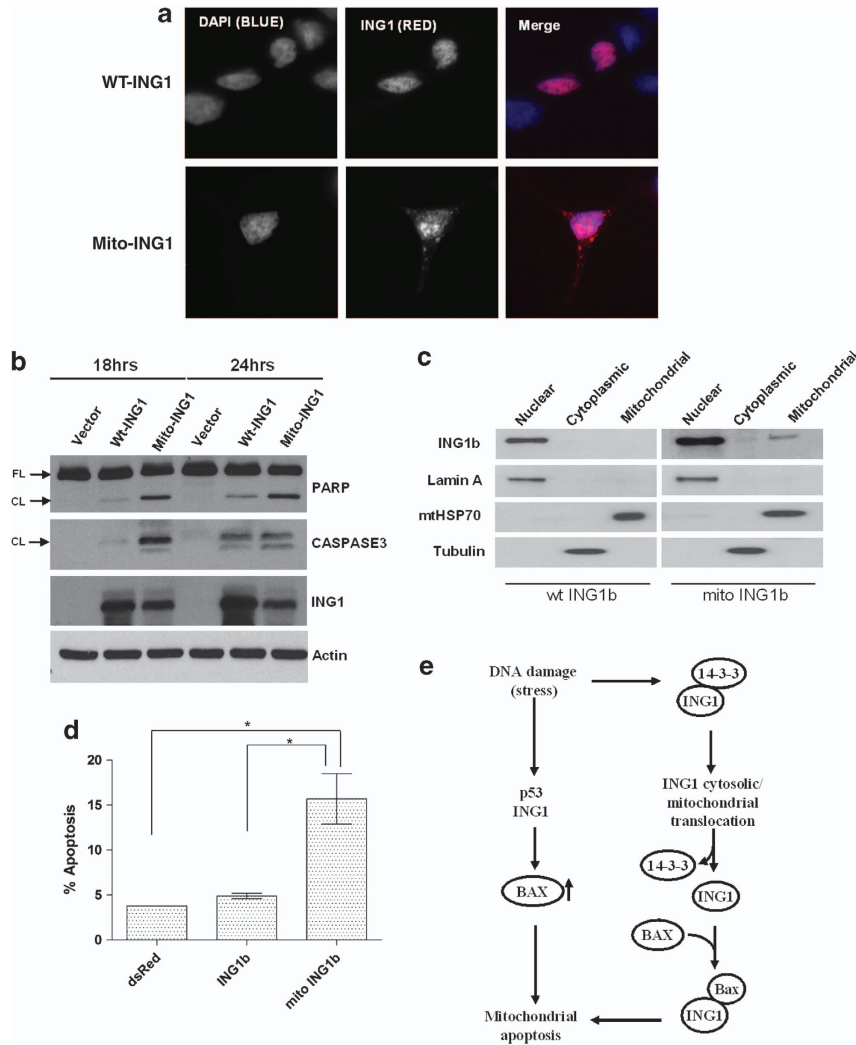 a
DAPI (BLUE)
ING1 (RED)
Merge
WT-ING1
Mito-ING1
b
18hrs
24hrs
Vector
Wt-ING1
Mito-ING1
Vector
Wt-ING1
Mito-ING1
FL
CL
PARP
CL
CASPASE3
ING1
Actin
c
Nuclear
Cytoplasmic
Mitochondrial
Nuclear
Cytoplasmic
Mitochondrial
ING1b
Lamin A
mtHSP70
Tubulin
wt ING1b
mito ING1b
d
*
*
20
15
10
5
0
% Apoptosis
dsRed
ING1b
mito ING1b
e
DNA damage
(stress)
14-3-3
ING1
p53
ING1
ING1 cytosolic/
mitochondrial
translocation
14-3-3
ING1
BAX
BAX
Bax
ING1
Mitochondrial
apoptosis